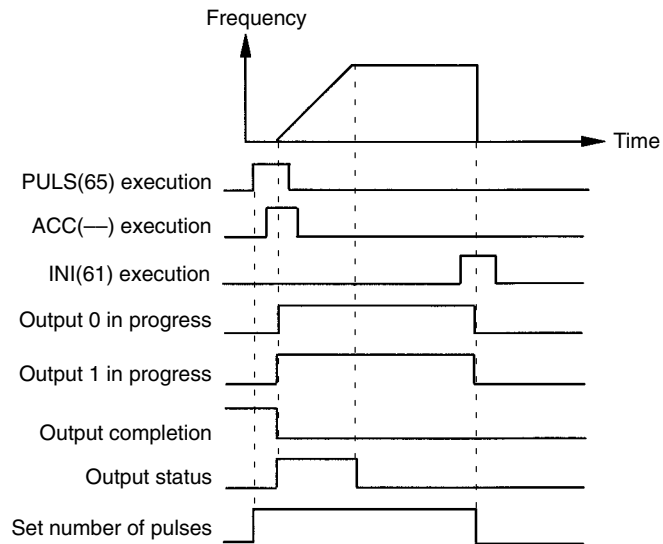 Frequency
Time
PULS(65) execution
ACC(––) execution
INI(61) execution
Output 0 in progress
Output 1 in progress
Output completion
Output status
Set number of pulses